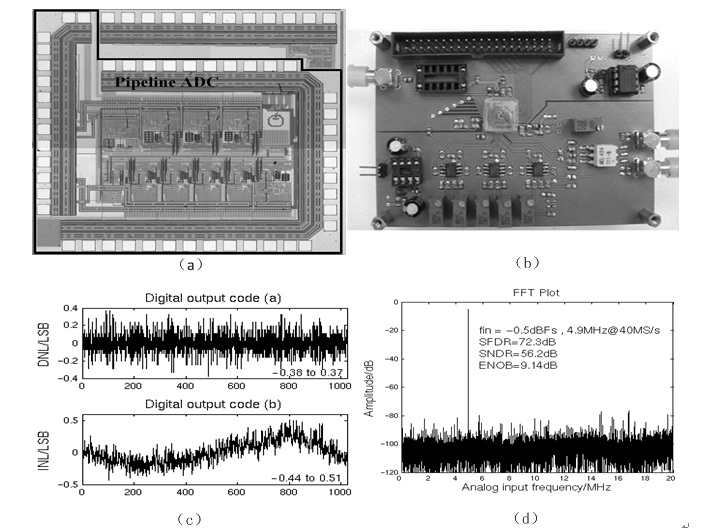 Pipeline ADC
(a)
(b)
Digital output code (a)
DNL/LSB
0.4
0.2
0
-0.2
-0.4
-0.38 to 0.37
0 200 400 600 800 1000
Digital output code (b)
INL/LSB
0.5
0
-0.5
-0.44 to 0.51
0 200 400 600 800 1000
(c)
FFT Plot
Amplitude/dB
0
-20
-40
-60
-80
-100
-120
fin = -0.5dBFs , 4.9MHz@40MS/s
SFDR=72.3dB
SNDR=56.2dB
ENOB=9.14dB
0 2 4 6 8 10 12 14 16 18 20
Analog input frequency/MHz
(d)